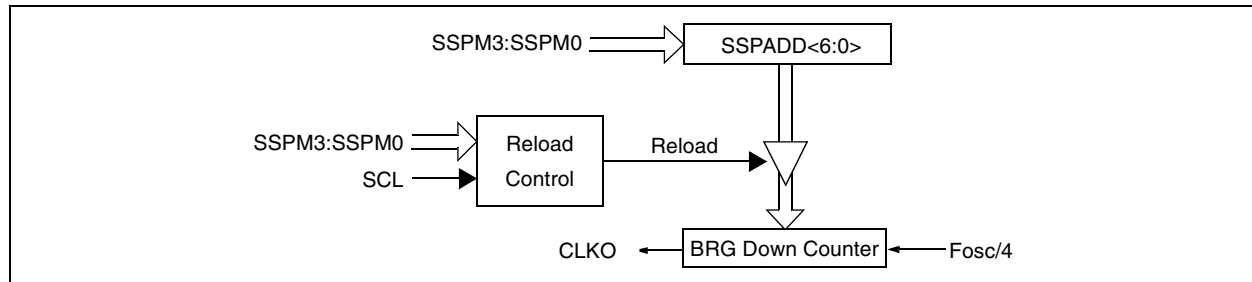 SSPM3:SSPM0
SSPADD<6:0>
SSPM3:SSPM0
SCL
Reload
Control
Reload
CLKO
BRG Down Counter
Fosc/4